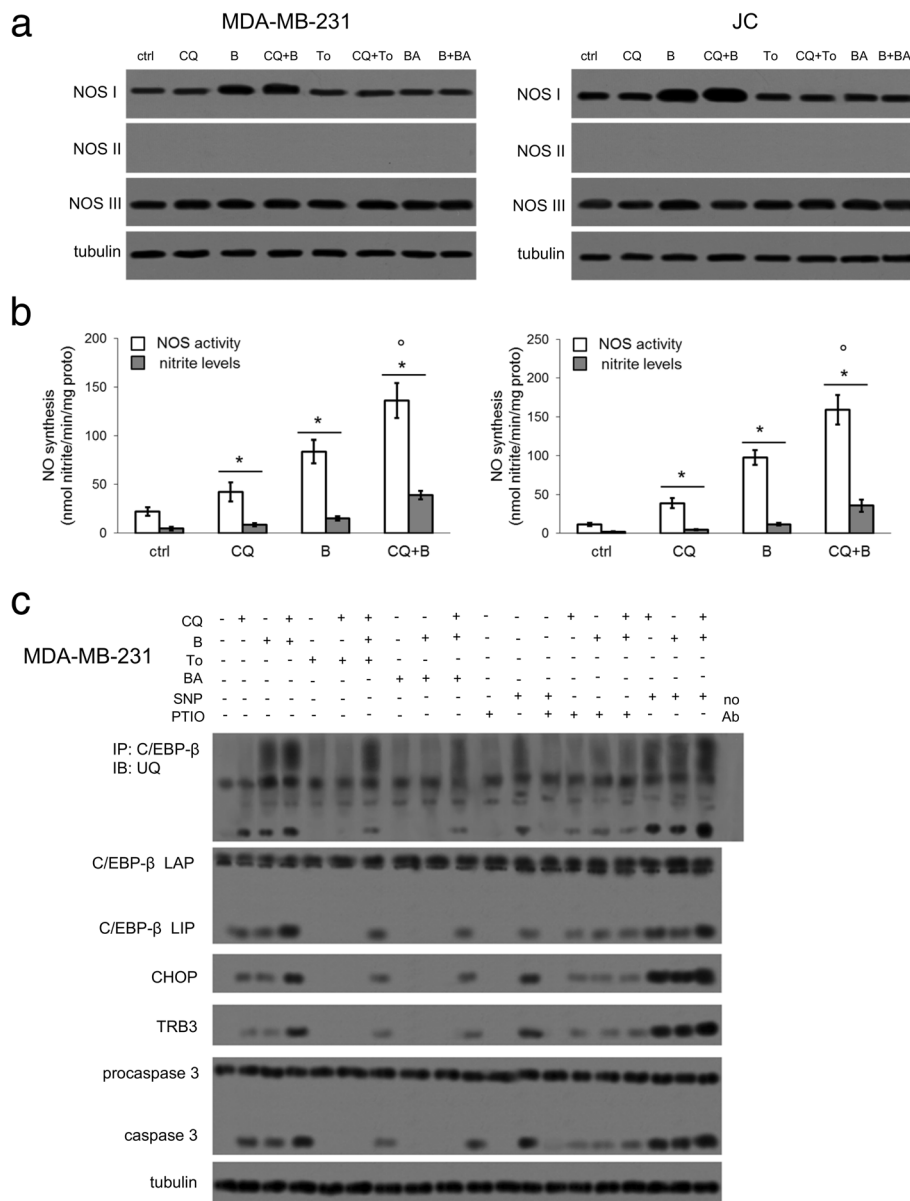 a
MDA-MB-231
ctrl CQ B CQ+B To CQ+To BA B+BA
NOS I
NOS II
NOS III
tubulin
JC
ctrl CQ B CQ+B To CQ+To BA B+BA
NOS I
NOS II
NOS III
tubulin
b
NO synthesis
(nmol nitrite/min/mg proto)
200
150
100
50
0
NOS activity
nitrite levels
*
*
°
*
ctrl CQ B CQ+B
NO synthesis
(nmol nitrite/min/mg proto)
250
200
150
100
50
0
NOS activity
nitrite levels
*
*
°
*
ctrl CQ B CQ+B
c
MDA-MB-231
CQ - + - + - + + - - + - - - + - + + - +
B - - + + - - + - + + - - - - + + - + +
To - - - - + + + - - - - - - - - - - - -
BA - - - - - - - + + + - - - - - - - - -
SNP - - - - - - - - - - - + + - - - + + + no
PTIO - - - - - - - - - - + - + + + + - - - Ab
IP: C/EBP-β
IB: UQ
C/EBP-β LAP
C/EBP-β LIP
CHOP
TRB3
procaspase 3
caspase 3
tubulin